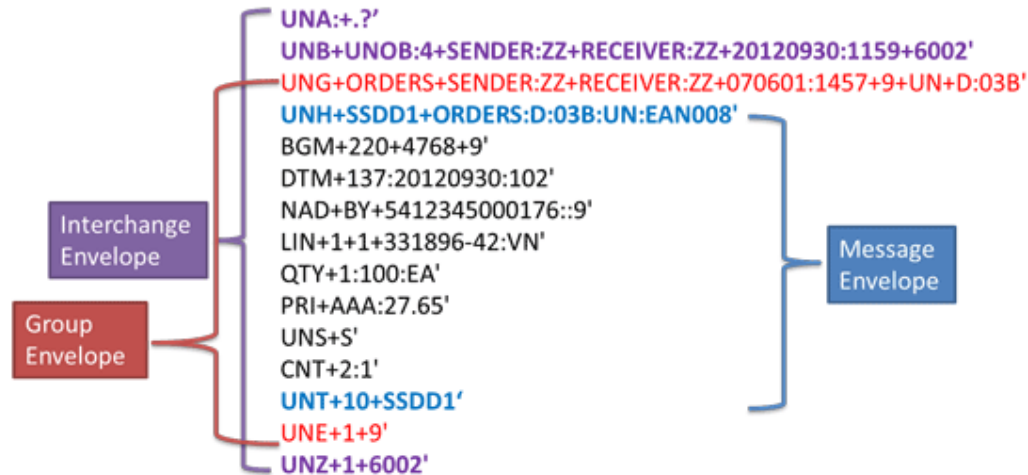 UNA:+.?’
UNB+UNOB:4+SENDER:ZZ+RECEIVER:ZZ+20120930:1159+6002'
UNG+ORDERS+SENDER:ZZ+RECEIVER:ZZ+070601:1457+9+UN+D:03B'
UNH+SSDD1+ORDERS:D:03B:UN:EAN008'
BGM+220+4768+9'
DTM+137:20120930:102'
NAD+BY+5412345000176::9'
LIN+1+1+331896-42:VN'
QTY+1:100:EA'
PRI+AAA:27.65'
UNS+S'
CNT+2:1'
UNT+10+SSDD1‘
UNE+1+9'
UNZ+1+6002'
Interchange
Envelope
Group
Envelope
Message
Envelope